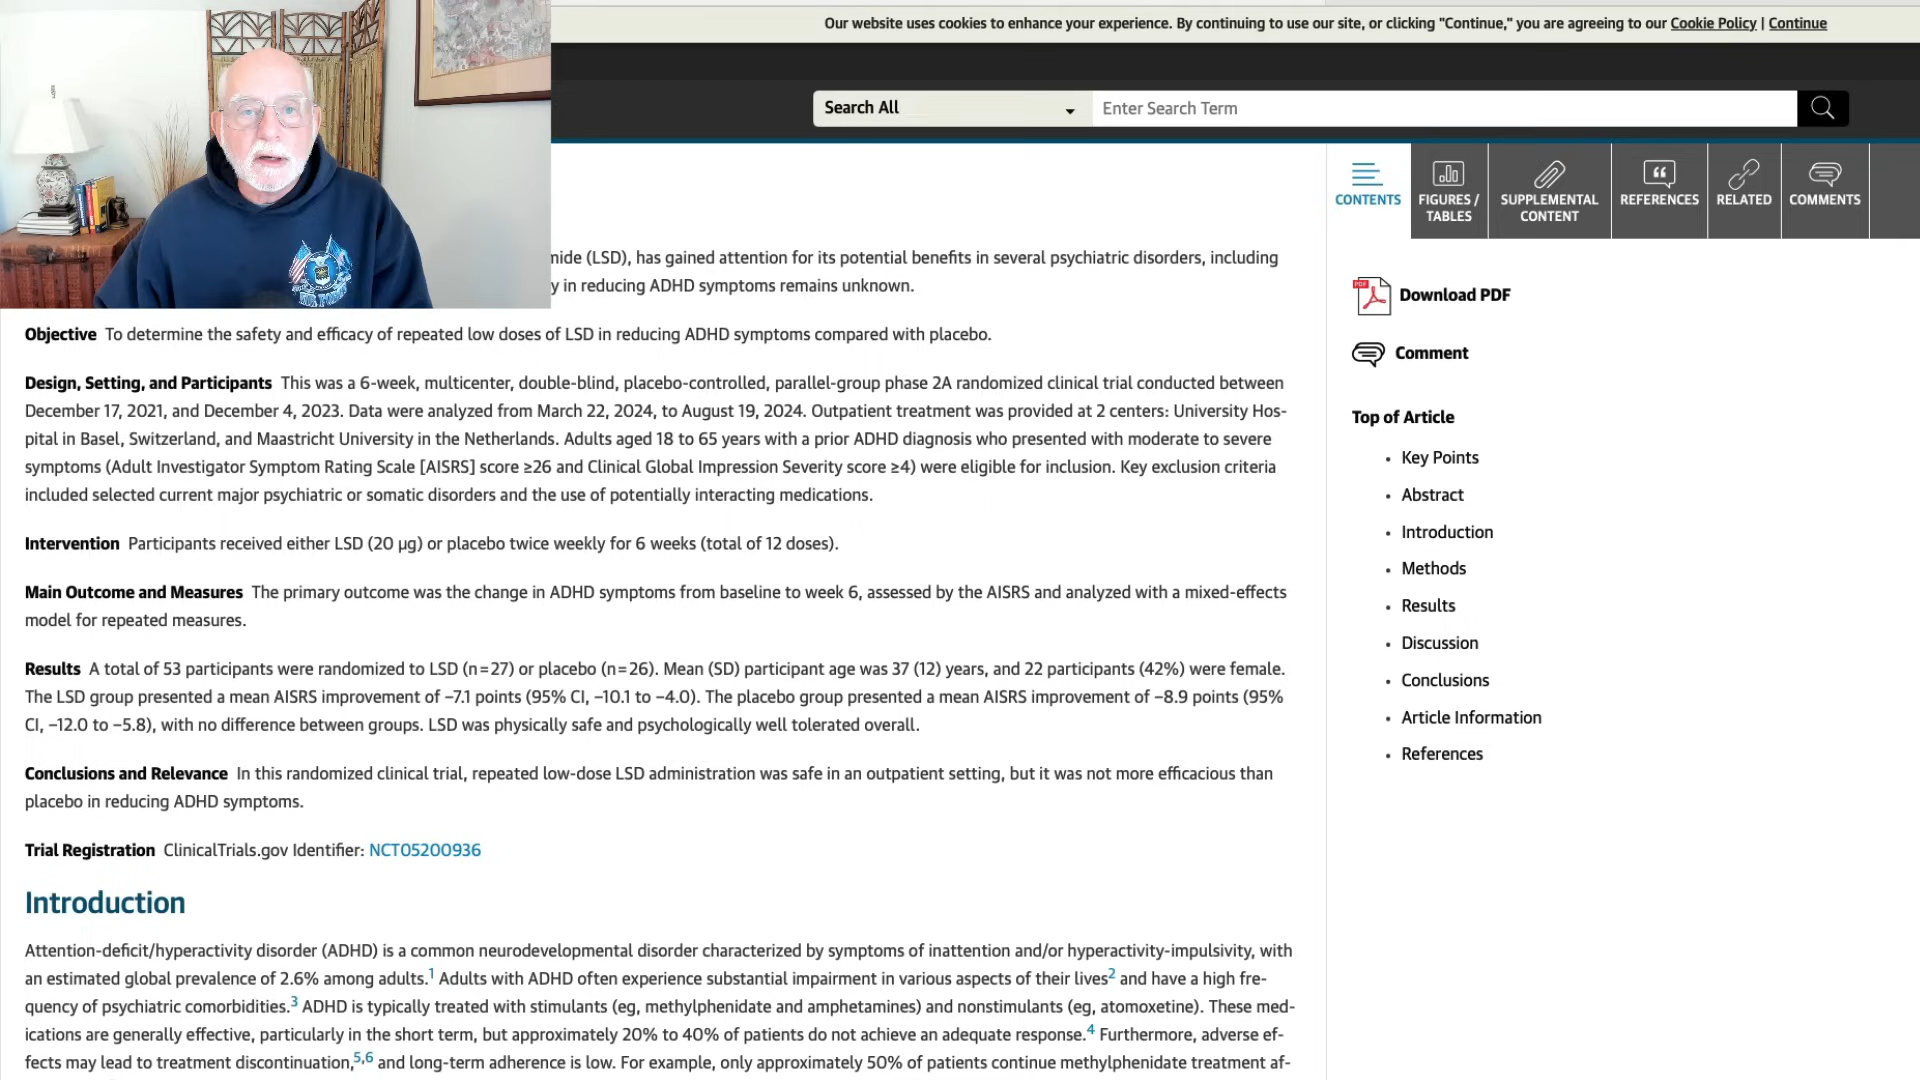 Our website uses cookies to enhance your experience. By continuing to use our site, or clicking "Continue," you are agreeing to our Cookie Policy | Continue
Search All
Enter Search Term
CONTENTS
FIGURES / TABLES
SUPPLEMENTAL CONTENT
REFERENCES
RELATED
COMMENTS
(LSD), has gained attention for its potential benefits in several psychiatric disorders, including
in reducing ADHD symptoms remains unknown.
Objective To determine the safety and efficacy of repeated low doses of LSD in reducing ADHD symptoms compared with placebo.
Design, Setting, and Participants This was a 6-week, multicenter, double-blind, placebo-controlled, parallel-group phase 2A randomized clinical trial conducted between
December 17, 2021, and December 4, 2023. Data were analyzed from March 22, 2024, to August 19, 2024. Outpatient treatment was provided at 2 centers: University Hos-
pital in Basel, Switzerland, and Maastricht University in the Netherlands. Adults aged 18 to 65 years with a prior ADHD diagnosis who presented with moderate to severe
symptoms (Adult Investigator Symptom Rating Scale [AISRS] score ≥26 and Clinical Global Impression Severity score ≥4) were eligible for inclusion. Key exclusion criteria
included selected current major psychiatric or somatic disorders and the use of potentially interacting medications.
Intervention Participants received either LSD (20 μg) or placebo twice weekly for 6 weeks (total of 12 doses).
Main Outcome and Measures The primary outcome was the change in ADHD symptoms from baseline to week 6, assessed by the AISRS and analyzed with a mixed-effects
model for repeated measures.
Results A total of 53 participants were randomized to LSD (n=27) or placebo (n=26). Mean (SD) participant age was 37 (12) years, and 22 participants (42%) were female.
The LSD group presented a mean AISRS improvement of −7.1 points (95% CI, −10.1 to −4.0). The placebo group presented a mean AISRS improvement of −8.9 points (95%
CI, −12.0 to −5.8), with no difference between groups. LSD was physically safe and psychologically well tolerated overall.
Conclusions and Relevance In this randomized clinical trial, repeated low-dose LSD administration was safe in an outpatient setting, but it was not more efficacious than
placebo in reducing ADHD symptoms.
Trial Registration ClinicalTrials.gov Identifier: NCT05200936
Introduction
Attention-deficit/hyperactivity disorder (ADHD) is a common neurodevelopmental disorder characterized by symptoms of inattention and/or hyperactivity-impulsivity, with
an estimated global prevalence of 2.6% among adults.1 Adults with ADHD often experience substantial impairment in various aspects of their lives2 and have a high fre-
quency of psychiatric comorbidities.3 ADHD is typically treated with stimulants (eg, methylphenidate and amphetamines) and nonstimulants (eg, atomoxetine). These med-
ications are generally effective, particularly in the short term, but approximately 20% to 40% of patients do not achieve an adequate response.4 Furthermore, adverse ef-
fects may lead to treatment discontinuation,5,6 and long-term adherence is low. For example, only approximately 50% of patients continue methylphenidate treatment af-
PDF
Download PDF
Comment
Top of Article
• Key Points
• Abstract
• Introduction
• Methods
• Results
• Discussion
• Conclusions
• Article Information
• References